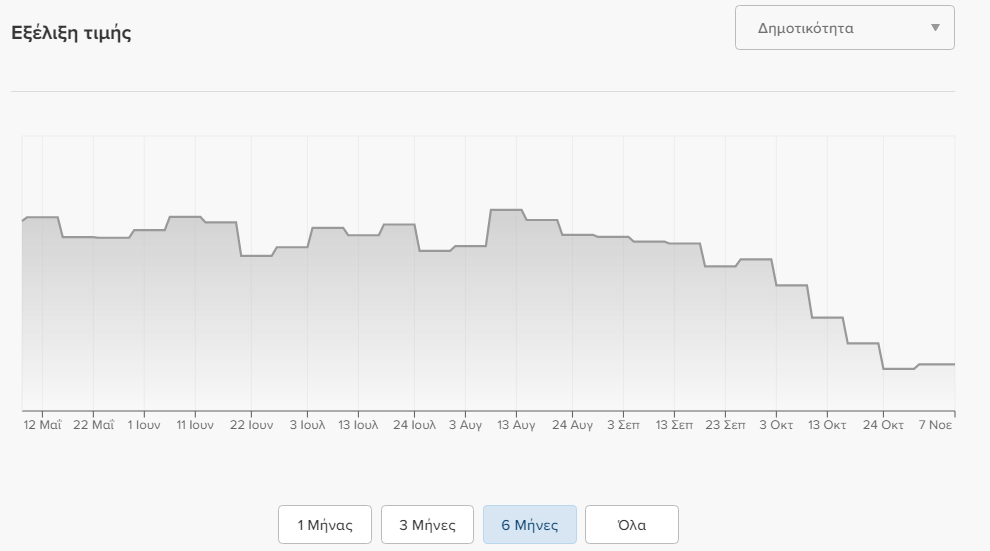 Εξέλιξη τιμής
Δημοτικότητα
12 Μαΐ 22 Μαΐ 1 Ιουν 11 Ιουν 22 Ιουν 3 Ιουλ 13 Ιουλ 24 Ιουλ 3 Αυγ 13 Αυγ 24 Αυγ 3 Σεπ 13 Σεπ 23 Σεπ 3 Οκτ 13 Οκτ 24 Οκτ 7 Νοε
1 Μήνας 3 Μήνες 6 Μήνες Όλα